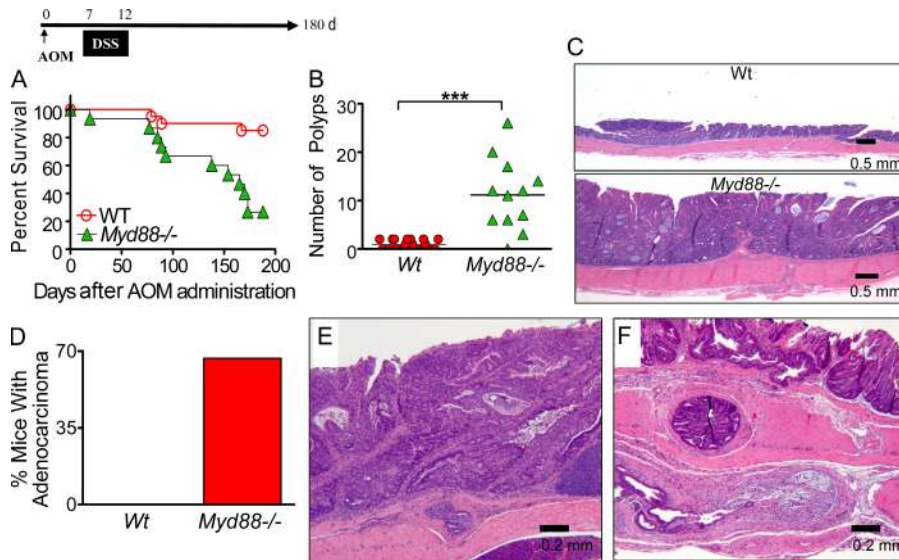 0 7 12
180 d
AOM
DSS
A
Percent Survival
100
80
60
40
20
0
WT
Myd88-/-
0 50 100 150 200
Days after AOM administration
B
Number of Polyps
***
30
20
10
0
Wt Myd88-/-
C
Wt
0.5 mm
Myd88-/-
0.5 mm
D
% Mice With
Adenocarcinoma
70
35
0
Wt Myd88-/-
E
0.2 mm
F
0.2 mm